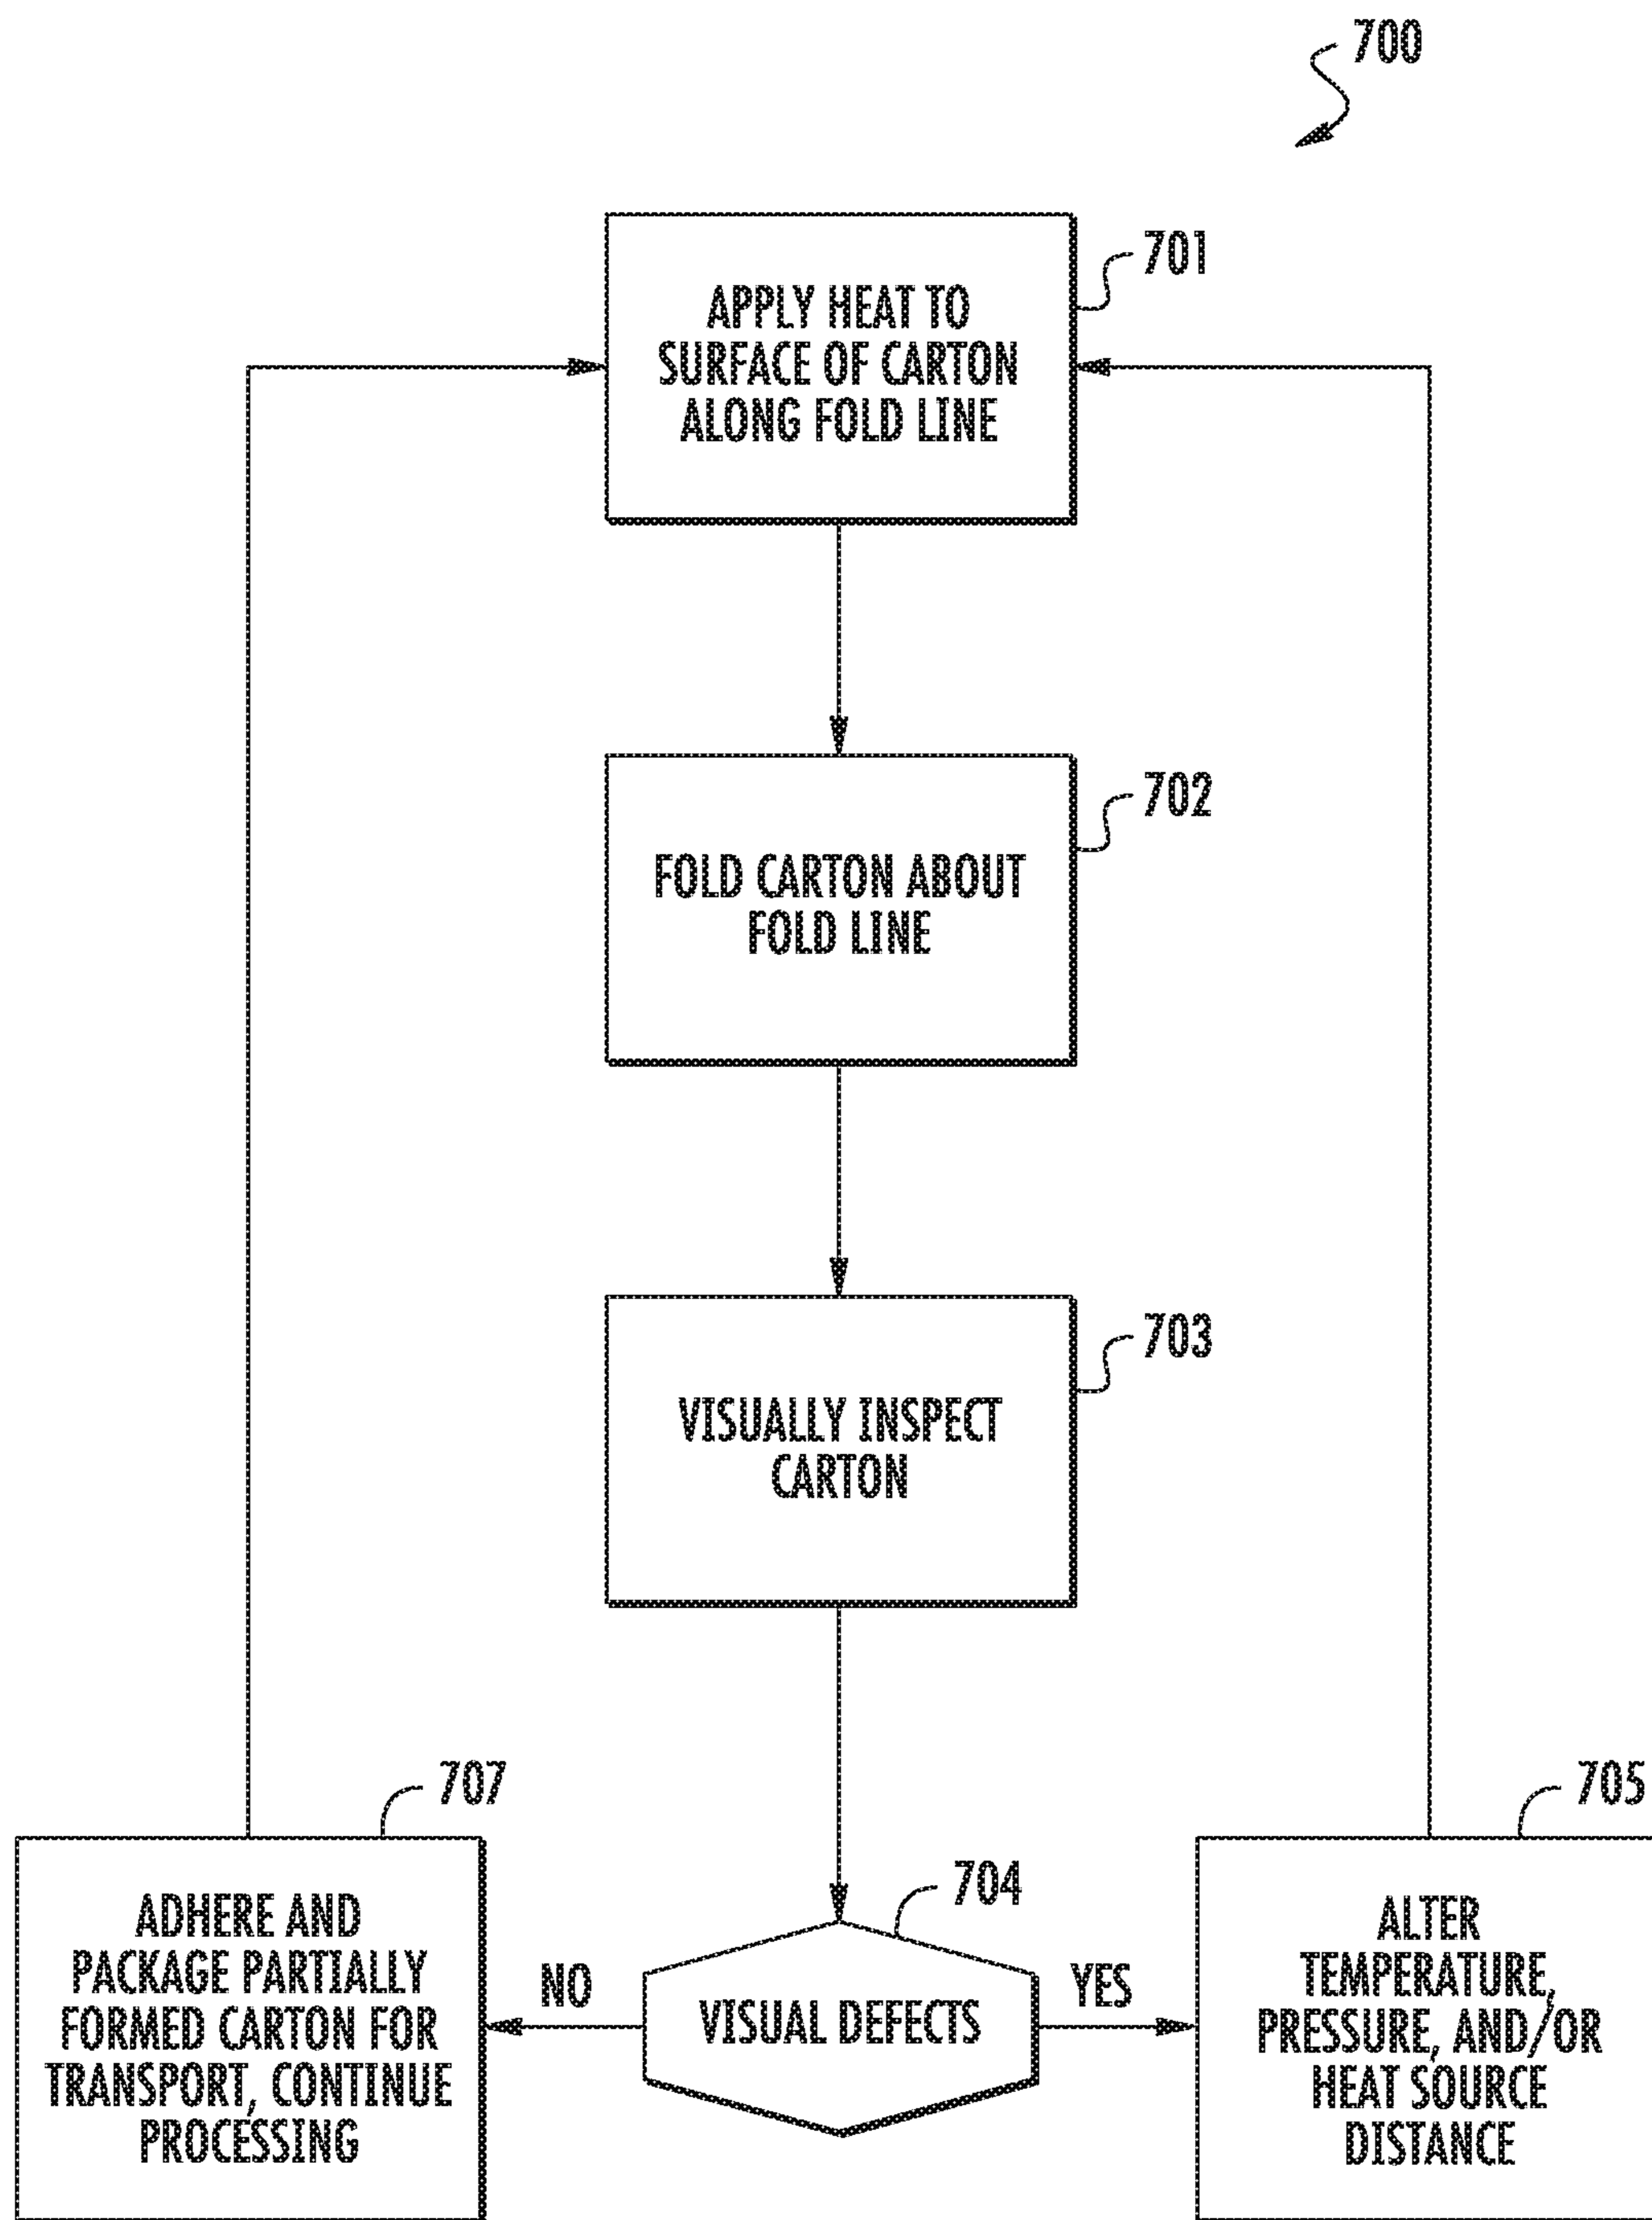 700
APPLY HEAT TO
SURFACE OF CARTON
ALONG FOLD LINE
701
FOLD CARTON ABOUT
FOLD LINE
702
VISUALLY INSPECT
CARTON
703
VISUAL DEFECTS
704
NO
YES
ADHERE AND
PACKAGE PARTIALLY
FORMED CARTON FOR
TRANSPORT, CONTINUE
PROCESSING
707
ALTER
TEMPERATURE,
PRESSURE, AND/OR
HEAT SOURCE
DISTANCE
705